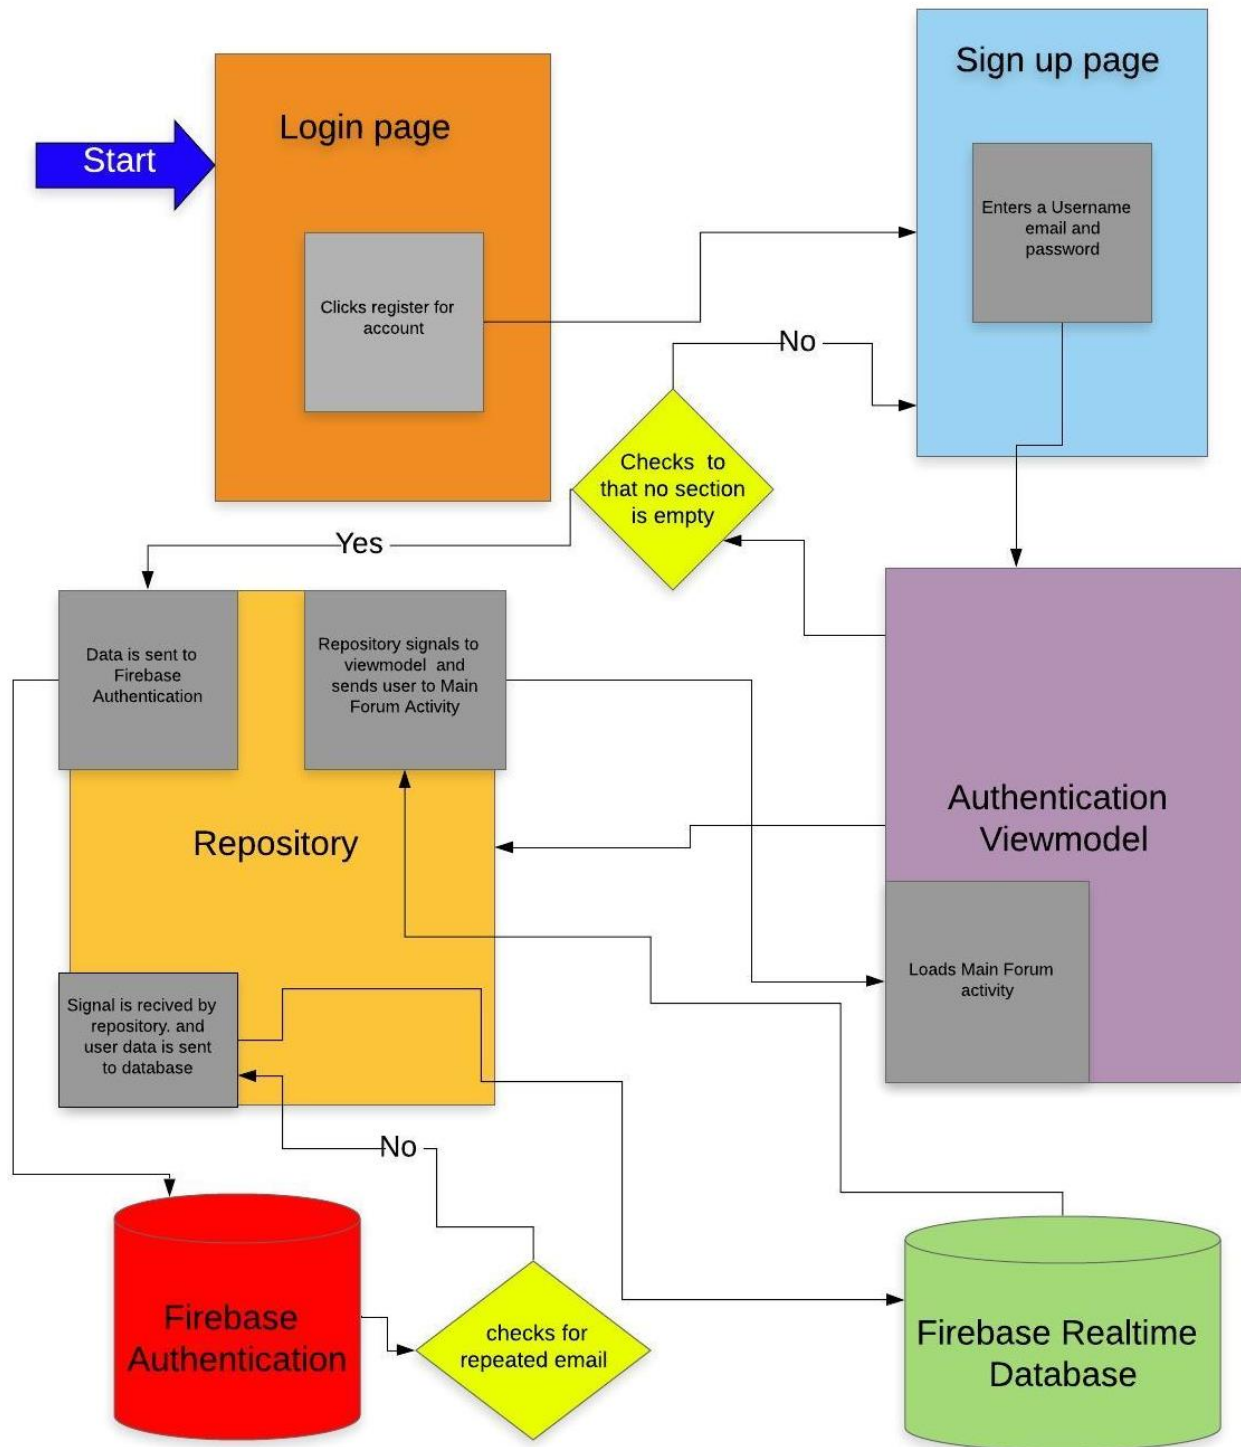 Sign up page
Login page
Start
Enters a Username
email and
password
Clicks register for
account
No
Checks to
that no section
is empty
Yes
Data is sent to
Firebase
Authentication
Repository signals to
viewmodel and
sends user to Main
Forum Activity
Authentication
Viewmodel
Repository
Loads Main Forum
activity
Signal is recived by
repository. and
user data is sent
to database
No
Firebase
Authentication
checks for
repeated email
Firebase Realtime
Database